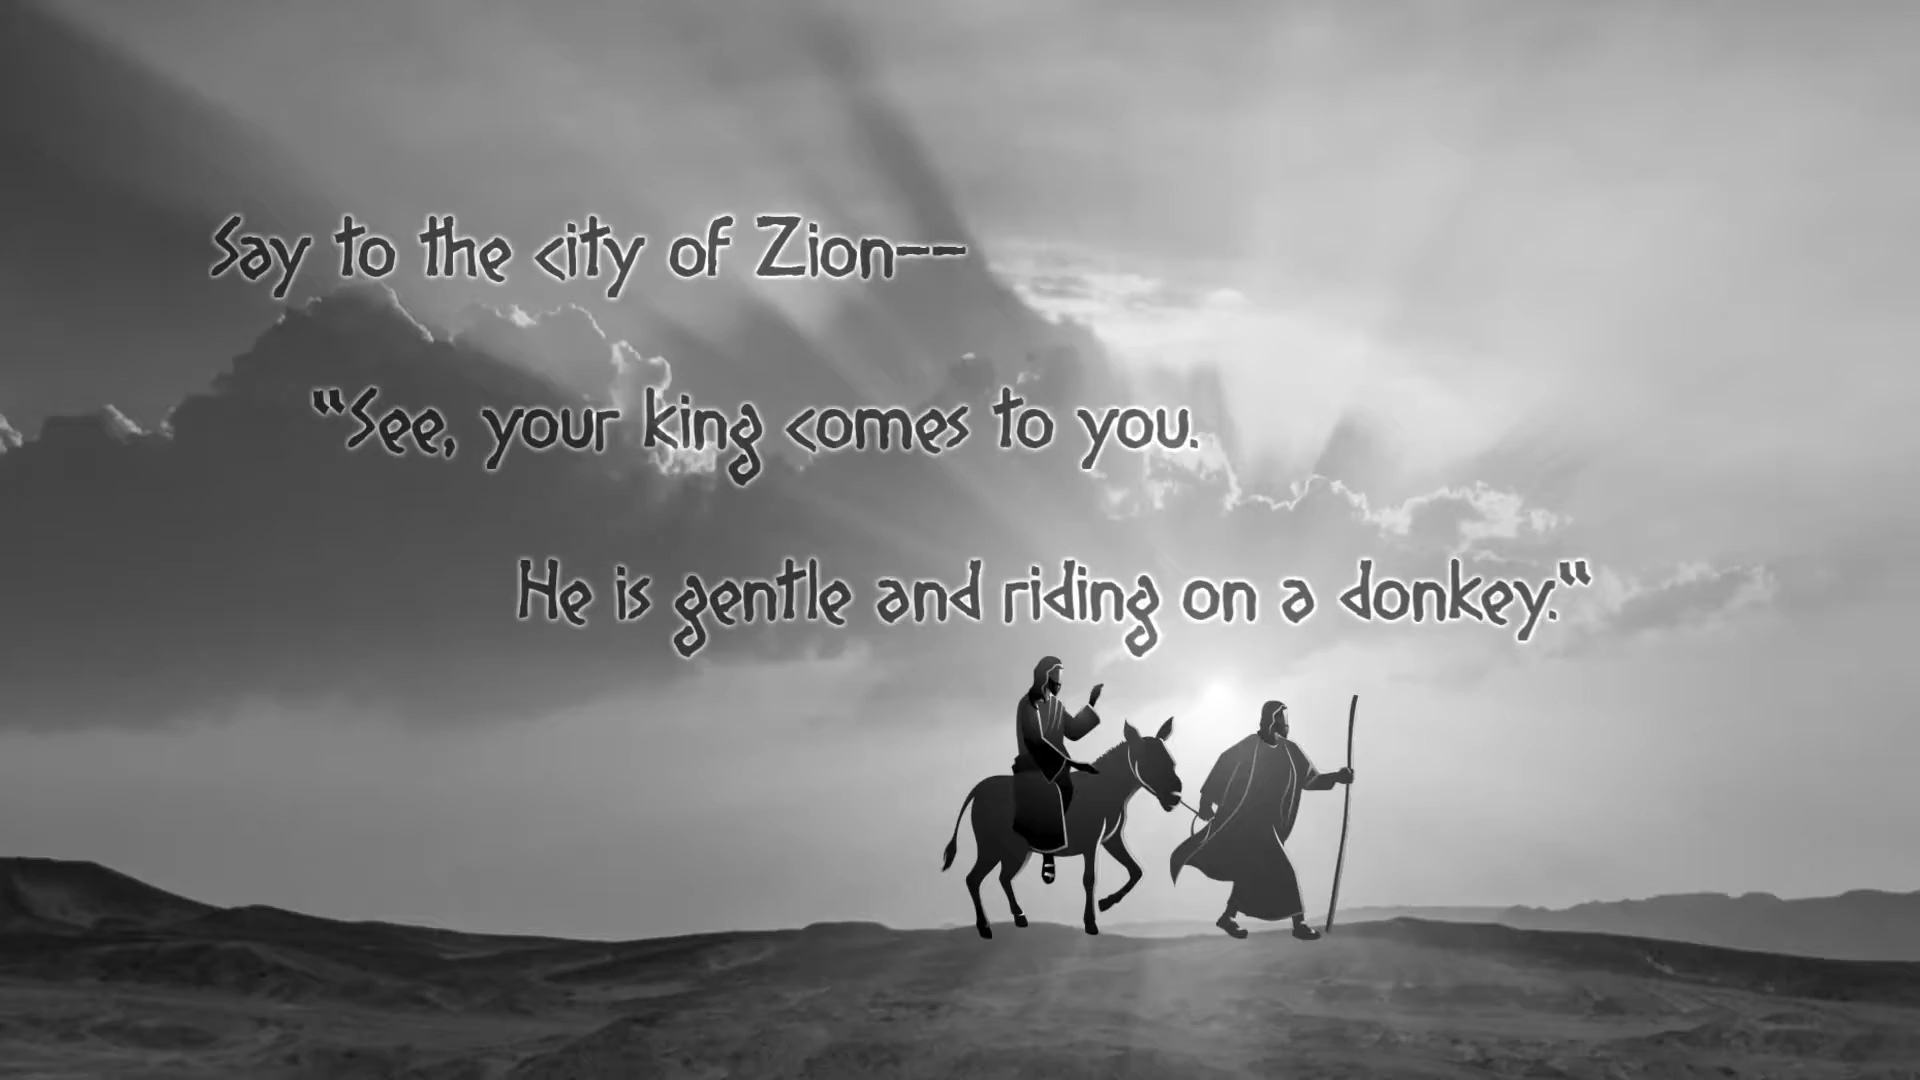 Say to the city of Zion--
"See, your king comes to you.
He is gentle and riding on a donkey."